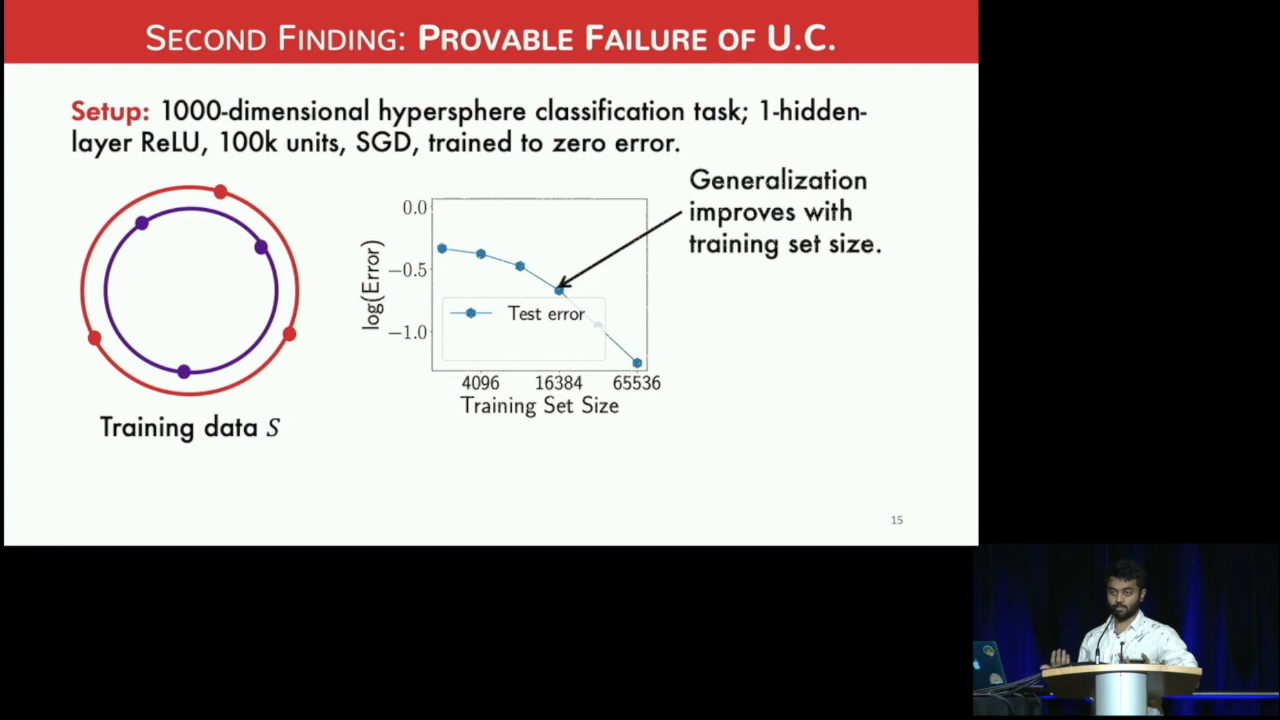 SECOND FINDING: PROVABLE FAILURE OF U.C.
Setup: 1000-dimensional hypersphere classification task; 1-hidden-
layer ReLU, 100k units, SGD, trained to zero error.
Generalization
improves with
training set size.
0.0
−0.5
−1.0
log(Error)
Test error
4096 16384 65536
Training Set Size
Training data S
15